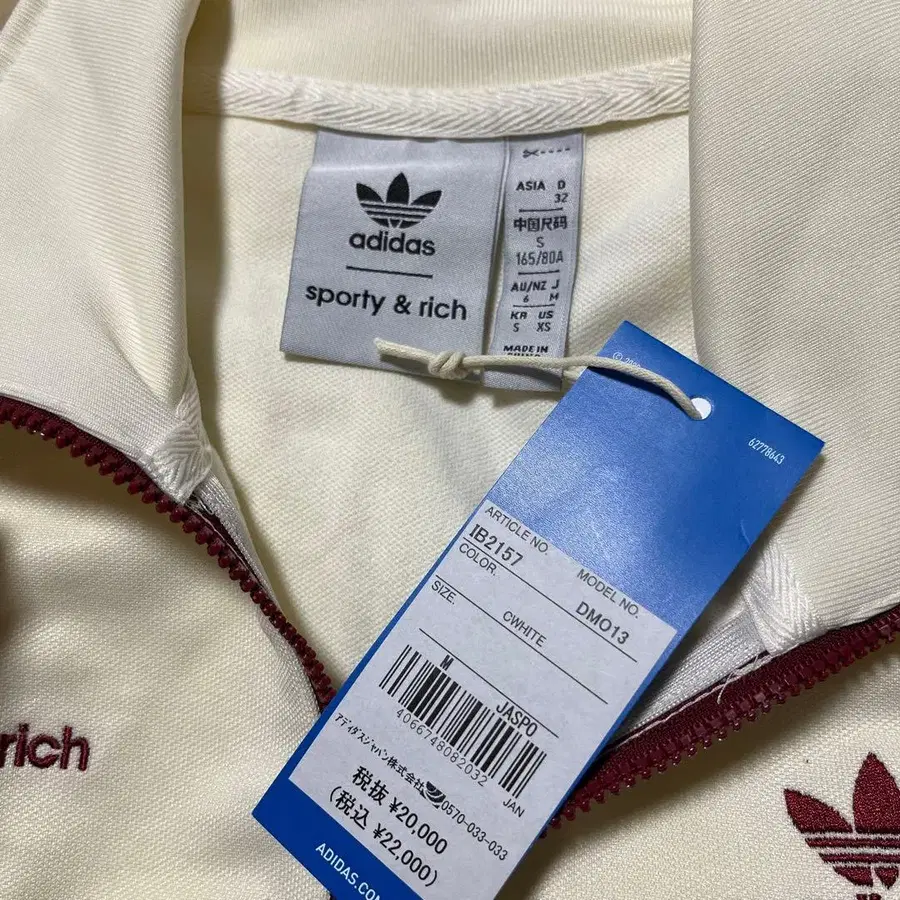 adidas
sporty & rich
ASIA D
32
中国尺码
S
165/80A
AU/NZ J
6 M
KR US
S XS
MADE IN
62778643
ARTICLE NO.
IB2157
MODEL NO.
DMO13
COLOR.
CWHITE
SIZE.
M
JASPO
4066748082032
JAN
アディダスジャパン株式会社
0570-033-033
税抜 ¥20,000
(税込 ¥22,000)
ADIDAS.COM/
rich